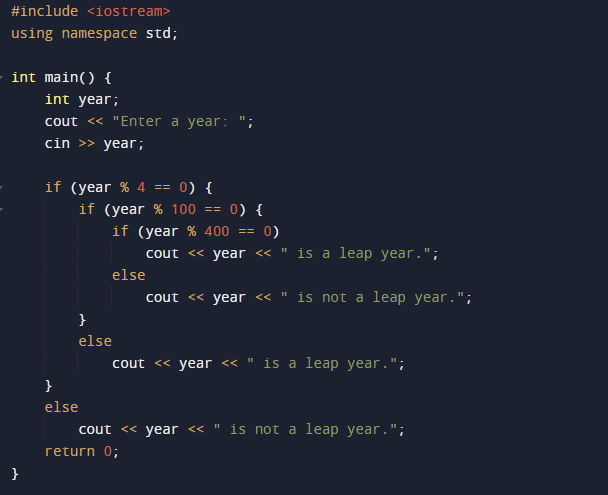 #include <iostream>
using namespace std;

int main() {
    int year;
    cout << "Enter a year: ";
    cin >> year;

    if (year % 4 == 0) {
        if (year % 100 == 0) {
            if (year % 400 == 0)
                cout << year << " is a leap year.";
            else
                cout << year << " is not a leap year.";
        }
        else
            cout << year << " is a leap year.";
    }
    else
        cout << year << " is not a leap year.";
    return 0;
}